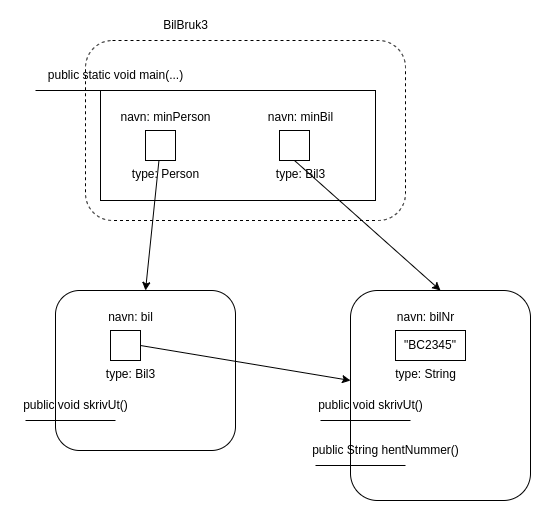 BilBruk3
public static void main(...)
navn: minPerson
navn: minBil
type: Person
type: Bil3
navn: bil
navn: bilNr
"BC2345"
type: Bil3
type: String
public void skrivUt()
public void skrivUt()
public String hentNummer()